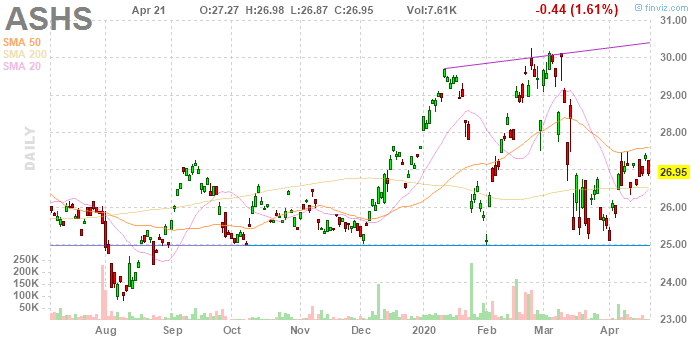 ASHS Apr 21 O:27.27 H:26.98 L:26.87 C:26.95 Vol:7.61K -0.44 (1.61%) © finviz.com
SMA 50
SMA 200
SMA 20
DAILY
31.00
30.00
29.00
28.00
26.95
26.00
25.00
24.00
23.00
250K
200K
150K
100K
50K
Aug Sep Oct Nov Dec 2020 Feb Mar Apr